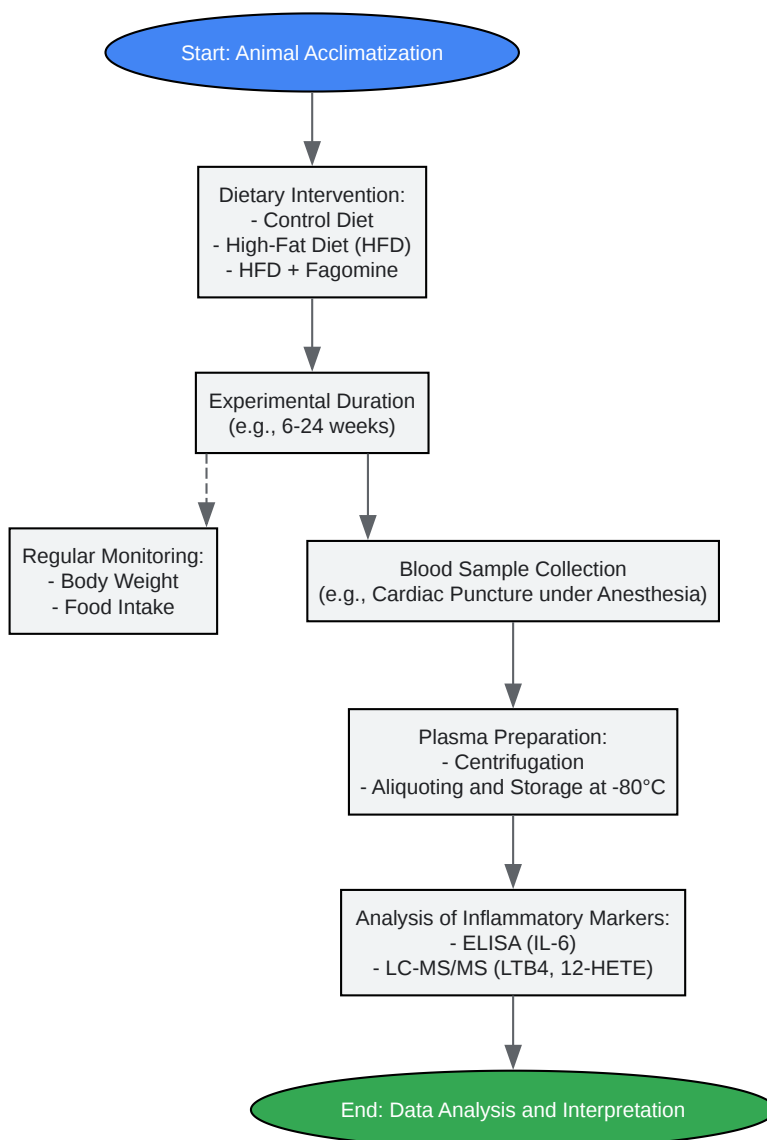 Start: Animal Acclimatization
Dietary Intervention:
- Control Diet
- High-Fat Diet (HFD)
- HFD + Fagomine
Experimental Duration
(e.g., 6-24 weeks)
Regular Monitoring:
- Body Weight
- Food Intake
Blood Sample Collection
(e.g., Cardiac Puncture under Anesthesia)
Plasma Preparation:
- Centrifugation
- Aliquoting and Storage at -80°C
Analysis of Inflammatory Markers:
- ELISA (IL-6)
- LC-MS/MS (LTB4, 12-HETE)
End: Data Analysis and Interpretation